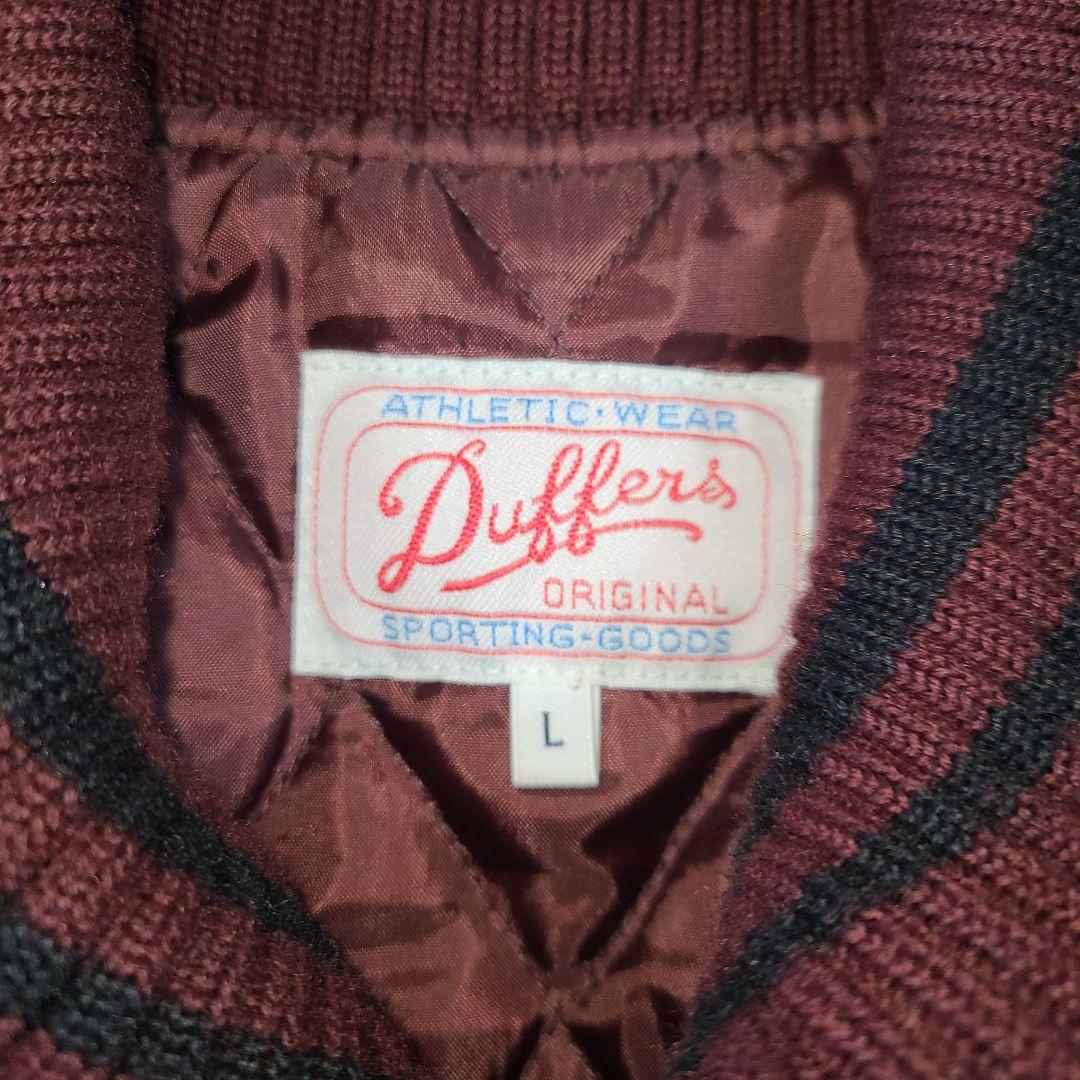 ATHLETIC·WEAR
Duffers
ORIGINAL
SPORTING-GOODS
L